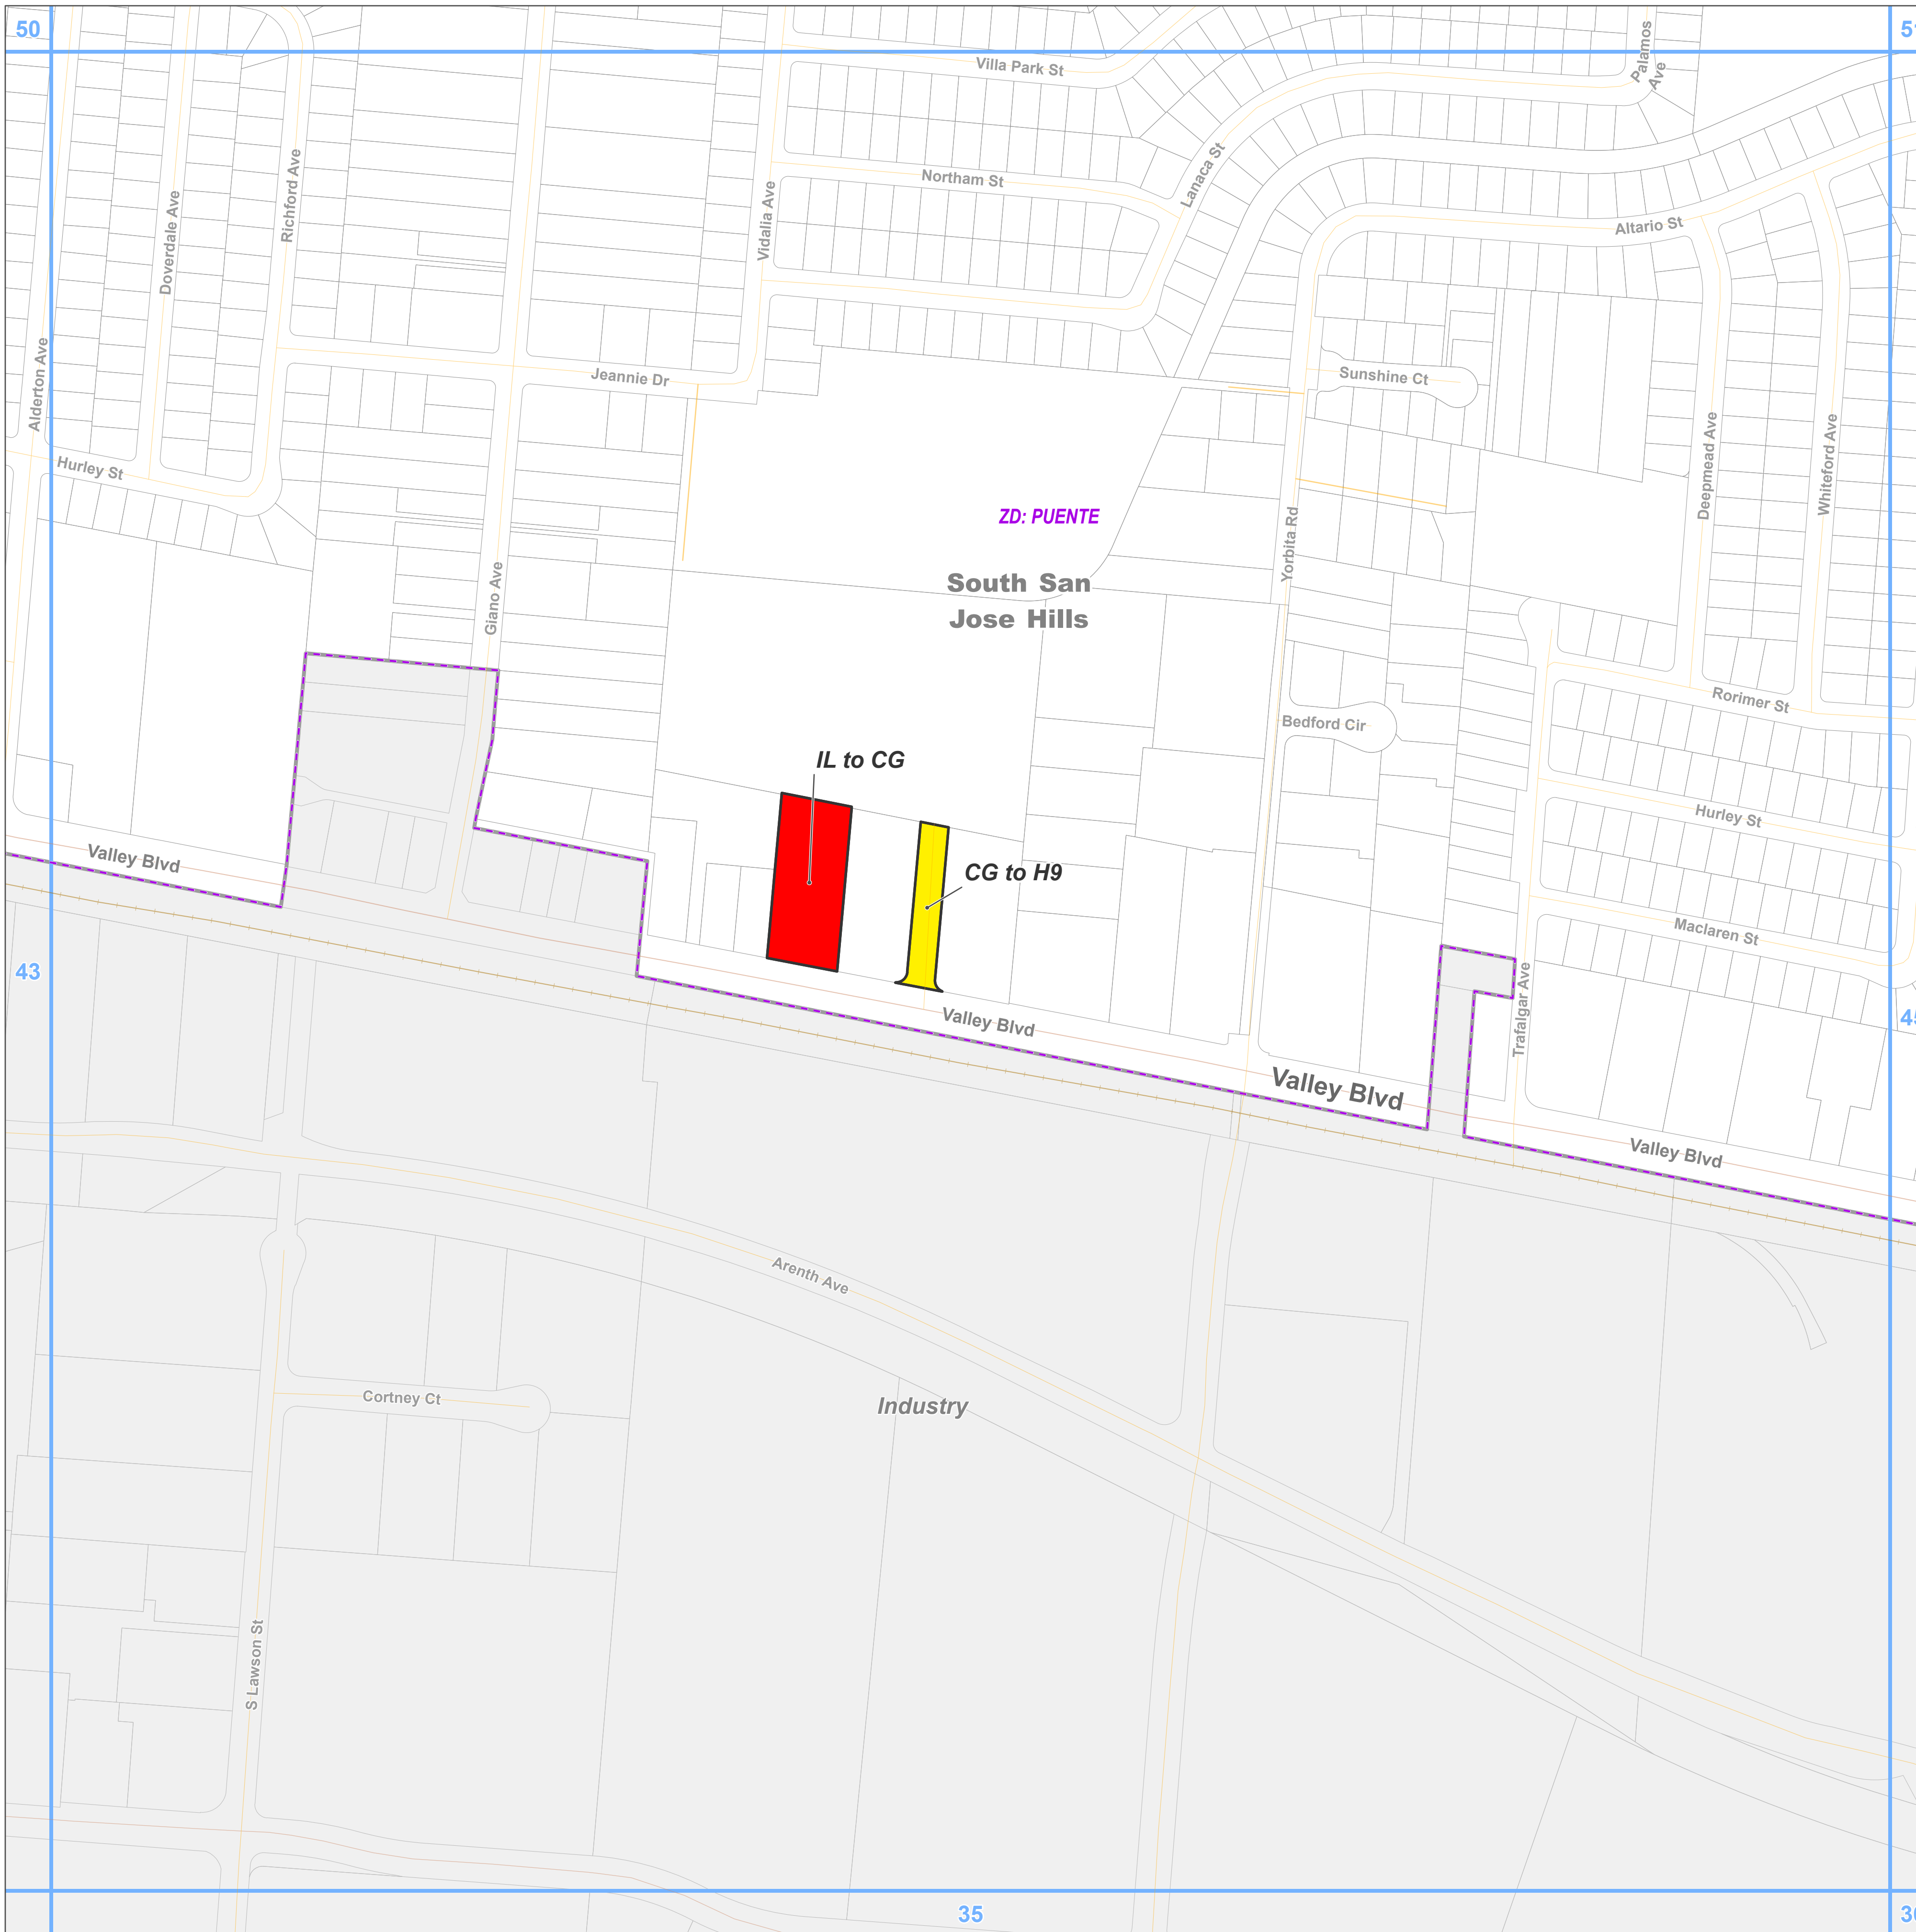 50
51
Villa Park St
Palamos
Ave
Northam St
Lanaca St
Altario St
Richford Ave
Doverdale Ave
Vidalia Ave
Alderton Ave
Jeannie Dr
Sunshine Ct
Hurley St
Deepmead Ave
Whiteford Ave
ZD: PUENTE
Yorbita Rd
South San
Jose Hills
Giano Ave
Rorimer St
Bedford Cir
IL to CG
Hurley St
Valley Blvd
CG to H9
Maclaren St
43
Trafalgar Ave
Valley Blvd
45
Valley Blvd
Valley Blvd
Arenth Ave
Cortney Ct
Industry
S Lawson St
35